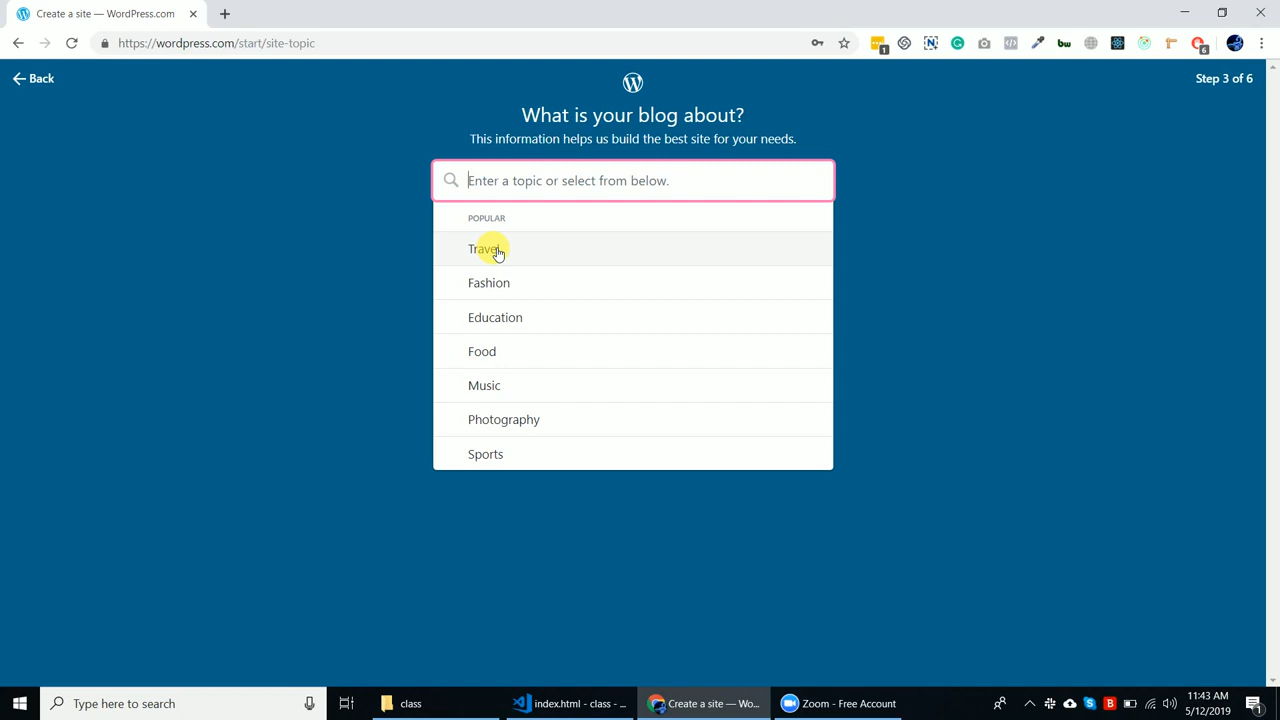 Create a site — WordPress.com
https://wordpress.com/start/site-topic
1
6
Back
Step 3 of 6
What is your blog about?
This information helps us build the best site for your needs.
Enter a topic or select from below.
POPULAR
Travel
Fashion
Education
Food
Music
Photography
Sports
Type here to search
class
index.html - class - ...
Create a site — Wo...
Zoom - Free Account
11:43 AM
5/12/2019
1